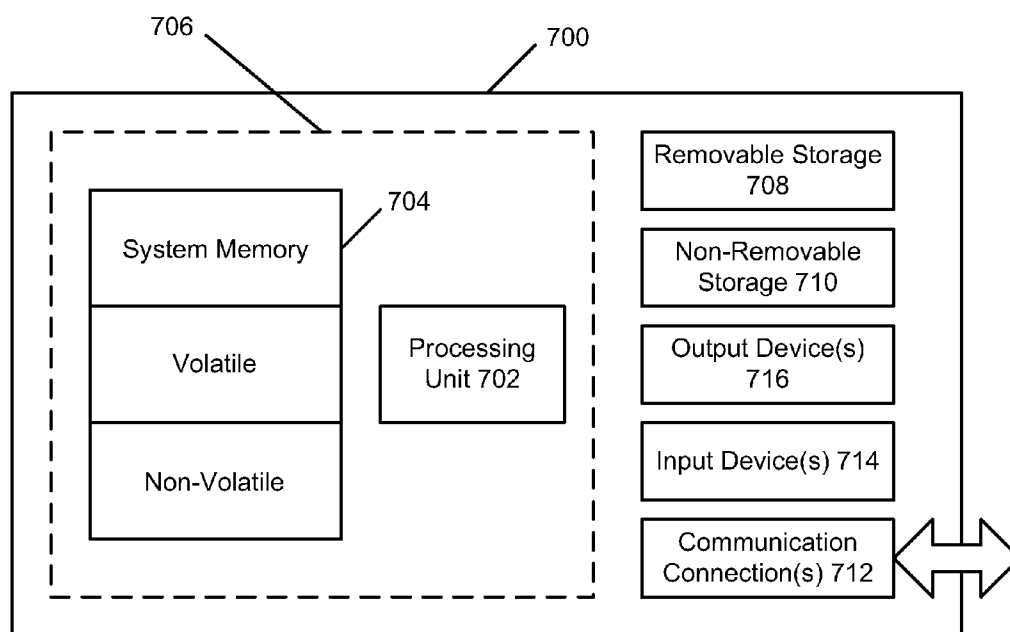 706
700
704
System Memory
Volatile
Non-Volatile
Processing
Unit 702
Removable Storage
708
Non-Removable
Storage 710
Output Device(s)
716
Input Device(s) 714
Communication
Connection(s) 712